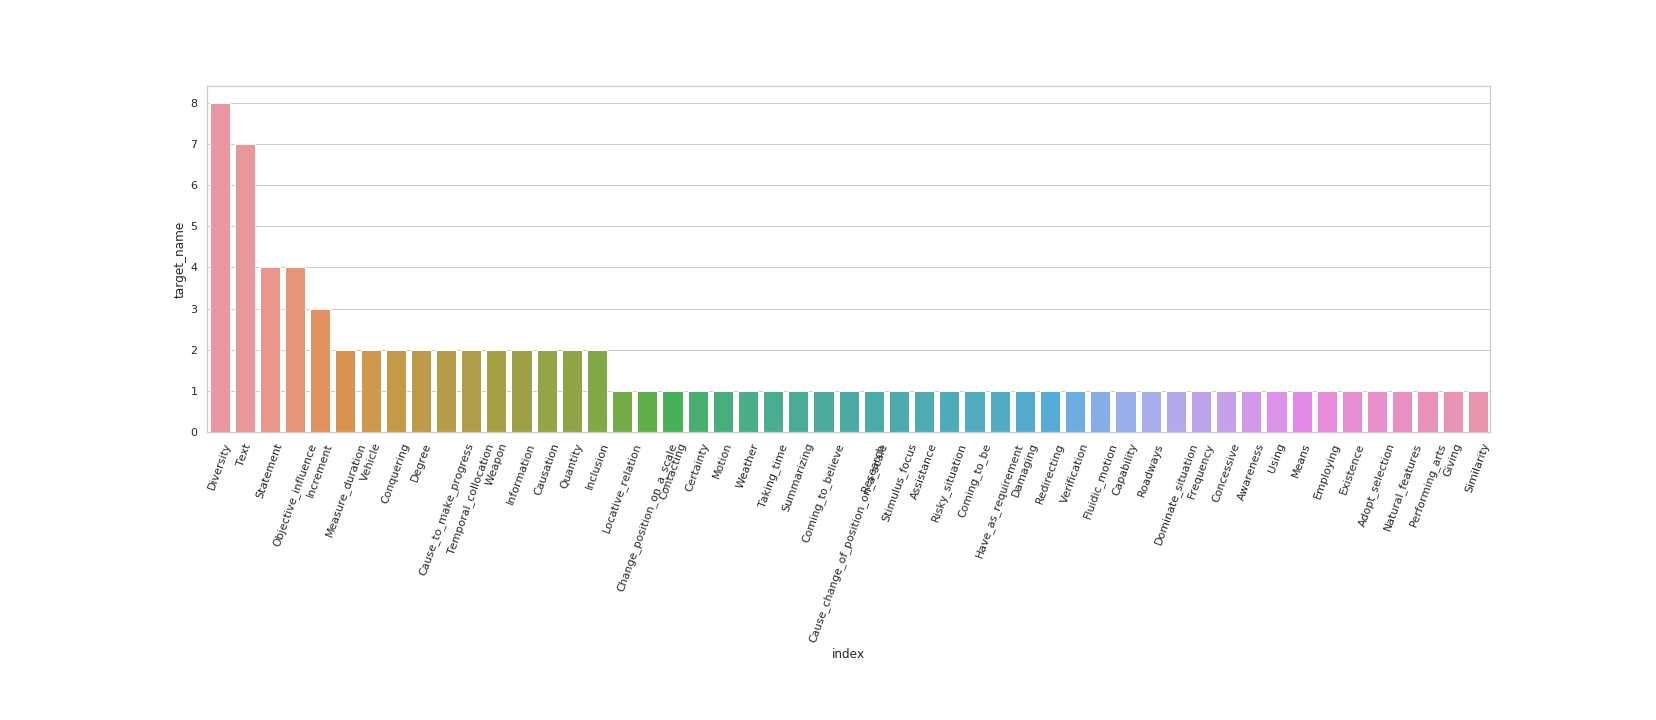 target_name
8
7
6
5
4
3
2
1
0
Diversity
Text
Statement
Objective_influence
Increment
Measure_duration
Vehicle
Conquering
Degree
Cause_to_make_progress
Temporal_collocation
Weapon
Information
Causation
Quantity
Inclusion
Locative_relation
Change_position_on_a_scale
Contacting
Certainty
Motion
Weather
Taking_time
Summarizing
Coming_to_believe
Cause_change_of_position_on_a_scale
Stimulus_focus
Assistance
Risky_situation
Coming_to_be
Have_as_requirement
Damaging
Redirecting
Verification
Fluidic_motion
Capability
Roadways
Dominate_situation
Frequency
Concessive
Awareness
Using
Means
Employing
Existence
Adopt_selection
Natural_features
Performing_arts
Giving
Similarity
index